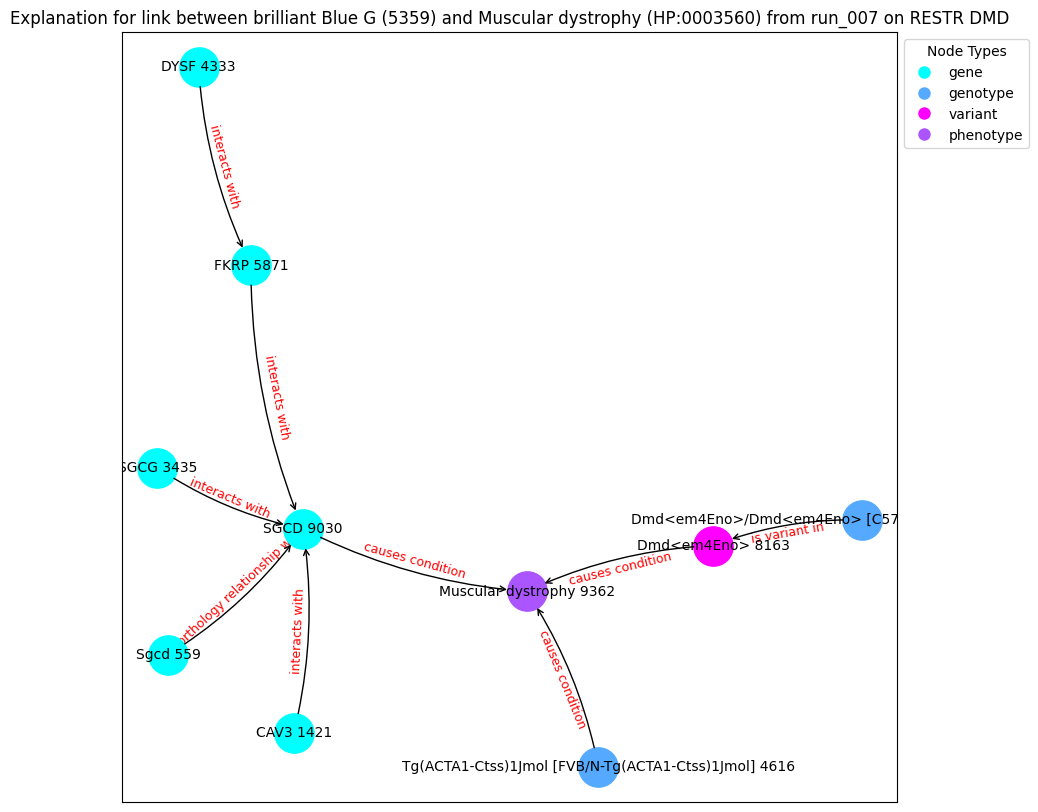 Explanation for link between brilliant Blue G (5359) and Muscular dystrophy (HP:0003560) from run_007 on RESTR DMD
Node Types
gene
genotype
variant
phenotype
DYSF 4333
interacts with
FKRP 5871
interacts with
SGCG 3435
interacts with
SGCD 9030
causes condition
orthology relationship w
Sgcd 559
interacts with
CAV3 1421
Muscular dystrophy 9362
Dmd<em4Eno>/Dmd<em4Eno> [C57
is variant in
Dmd<em4Eno> 8163
causes condition
causes condition
Tg(ACTA1-Ctss)1Jmol [FVB/N-Tg(ACTA1-Ctss)1Jmol] 4616